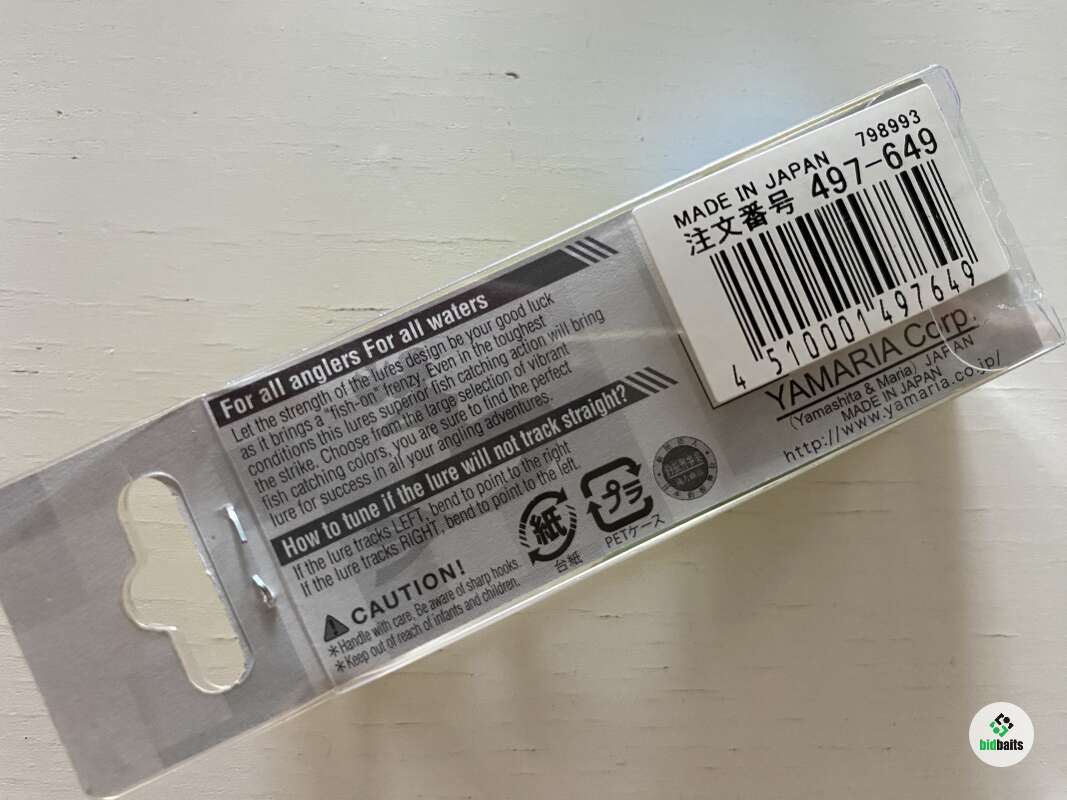 For all anglers For all waters
Let the strength of the lures design be your good luck
as it brings a "fish-on" frenzy. Even in the toughest
conditions this lures superior fish catching action will bring
the strike. Choose from the large selection of vibrant
fish catching colors, you are sure to find the perfect
lure for success in all your angling adventures.
How to tune if the lure will not track straight?
If the lure tracks LEFT, bend to point to the right
If the lure tracks RIGHT, bend to point to the left.
CAUTION!
*Handle with care. Be aware of sharp hooks.
*Keep out of reach of infants and children.
紙
台紙
プラ
PETケース
798993
MADE IN JAPAN
注文番号 497-649
4 510001 497649
YAMARIA Corp.
(Yamashita & Maria) JAPAN
MADE IN JAPAN
http://www.yamaria.co.jp/
bidbaits